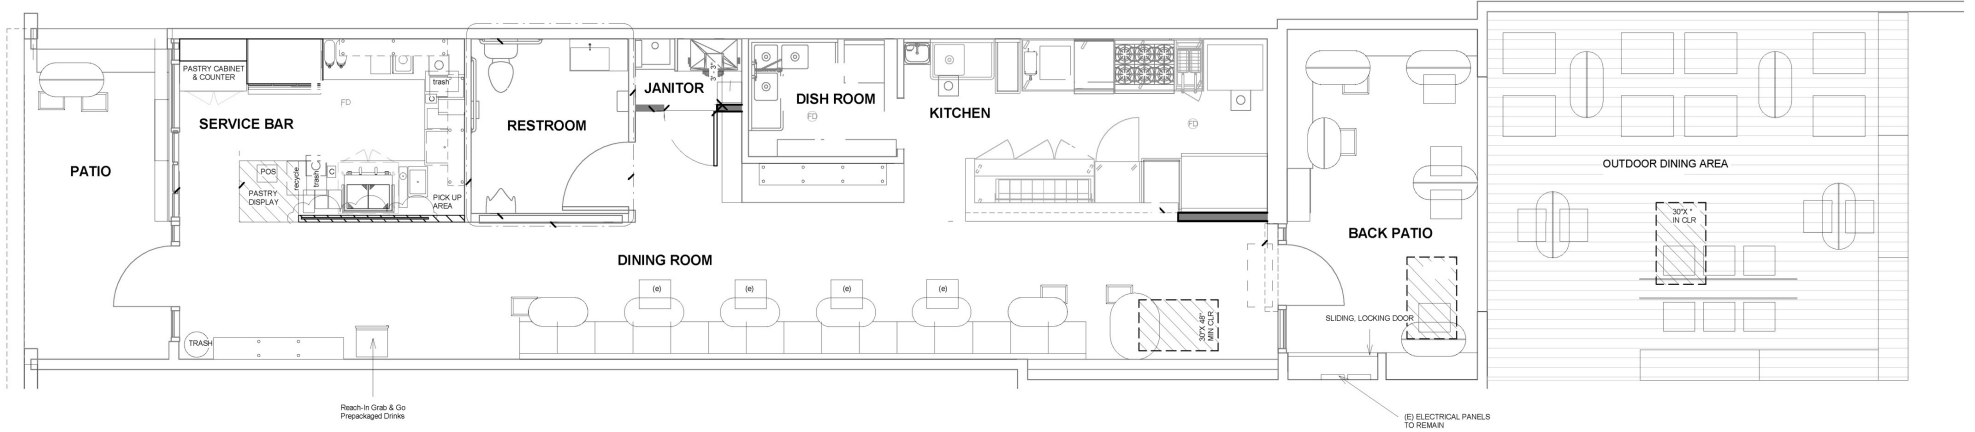 PASTRY CABINET
& COUNTER
trash
FD
SERVICE BAR
PATIO
POS
PASTRY
DISPLAY
recycle
trash
C
C
C
PICK UP
AREA
RESTROOM
JANITOR
3' - 3"
DISH ROOM
FD
KITCHEN
FD
DINING ROOM
(e)
(e)
(e)
(e)
TRASH
Reach-In Grab & Go
Prepackaged Drinks
30"X 48"
MIN CLR.
BACK PATIO
SLIDING, LOCKING DOOR
(E) ELECTRICAL PANELS
TO REMAIN
OUTDOOR DINING AREA
30"X "
IN CLR